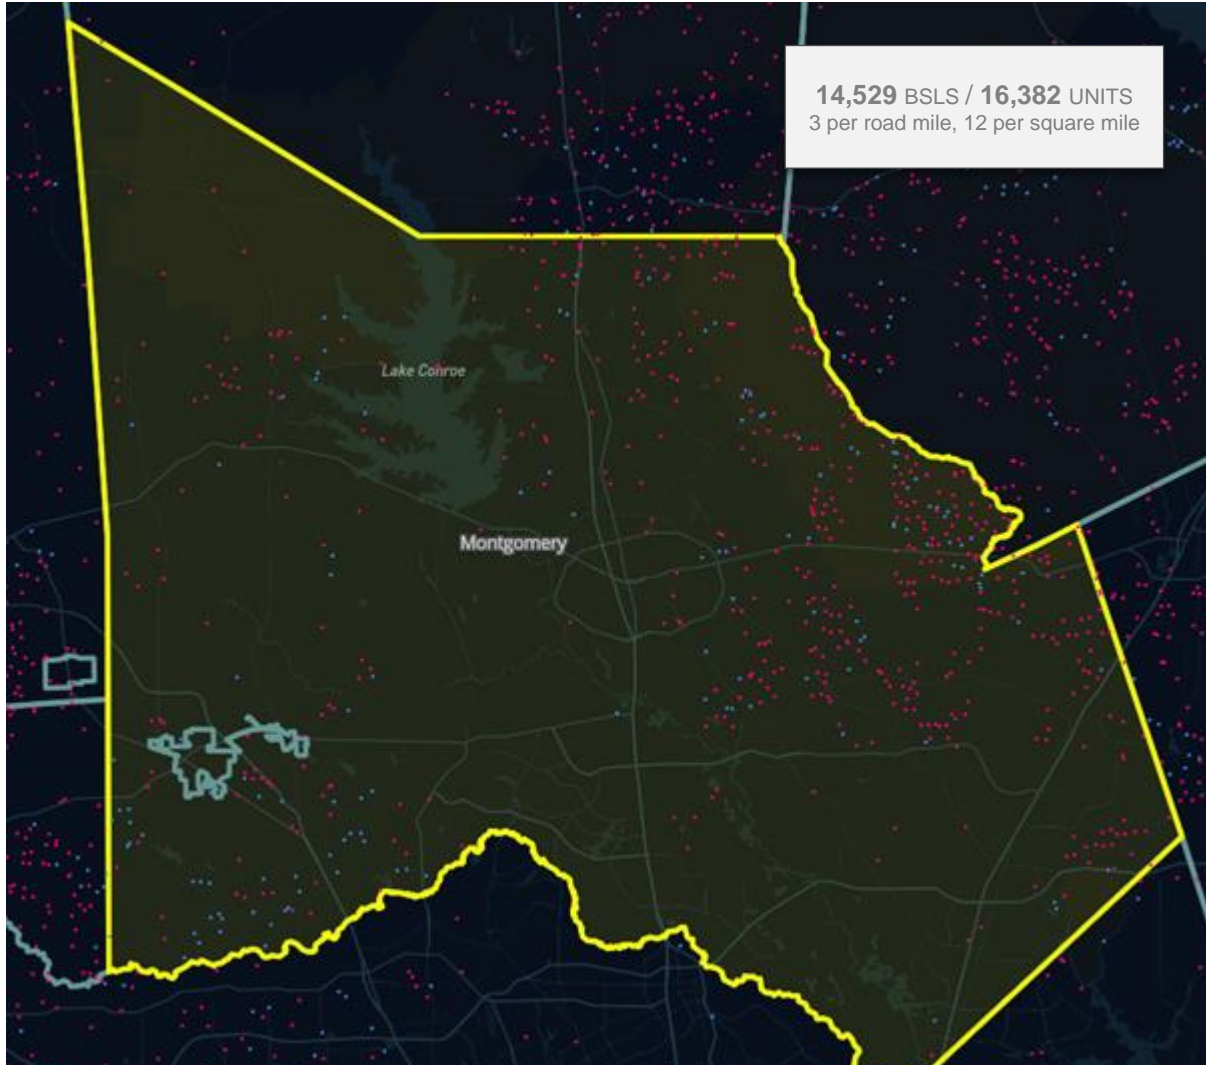 14,529 BSLS / 16,382 UNITS
3 per road mile, 12 per square mile
Lake Conroe
Montgomery